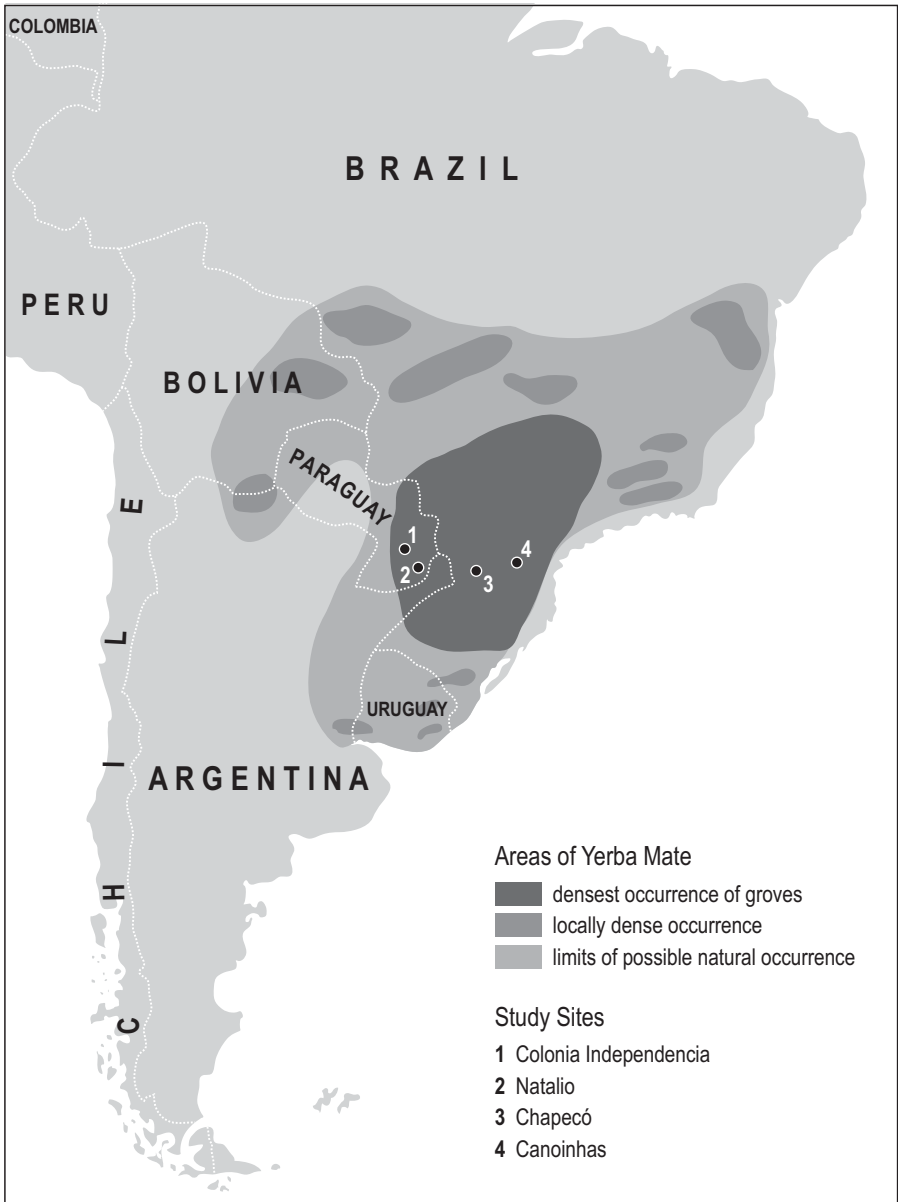 COLOMBIA
BRAZIL
PERU
BOLIVIA
PARAGUAY
1
2
3
4
URUGUAY
ARGENTINA
CHILE
Areas of Yerba Mate
densest occurrence of groves
locally dense occurrence
limits of possible natural occurrence
Study Sites
1 Colonia Independencia
2 Natalio
3 Chapecó
4 Canoinhas